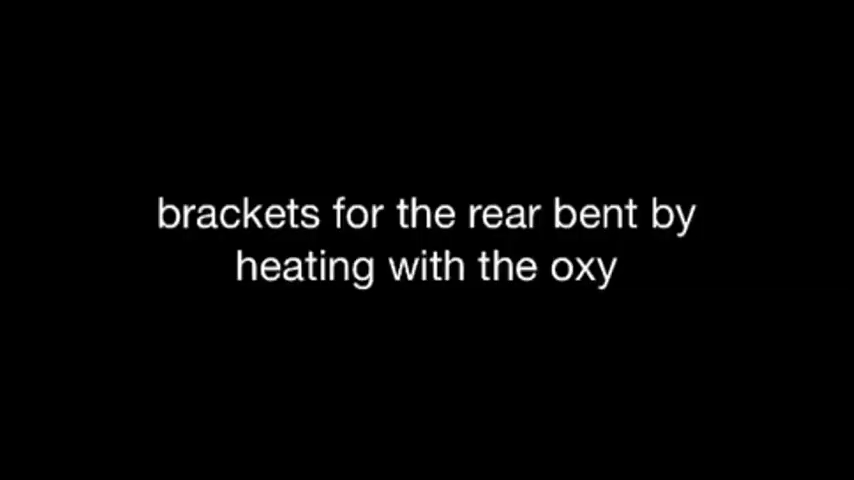 brackets for the rear bent by
heating with the oxy